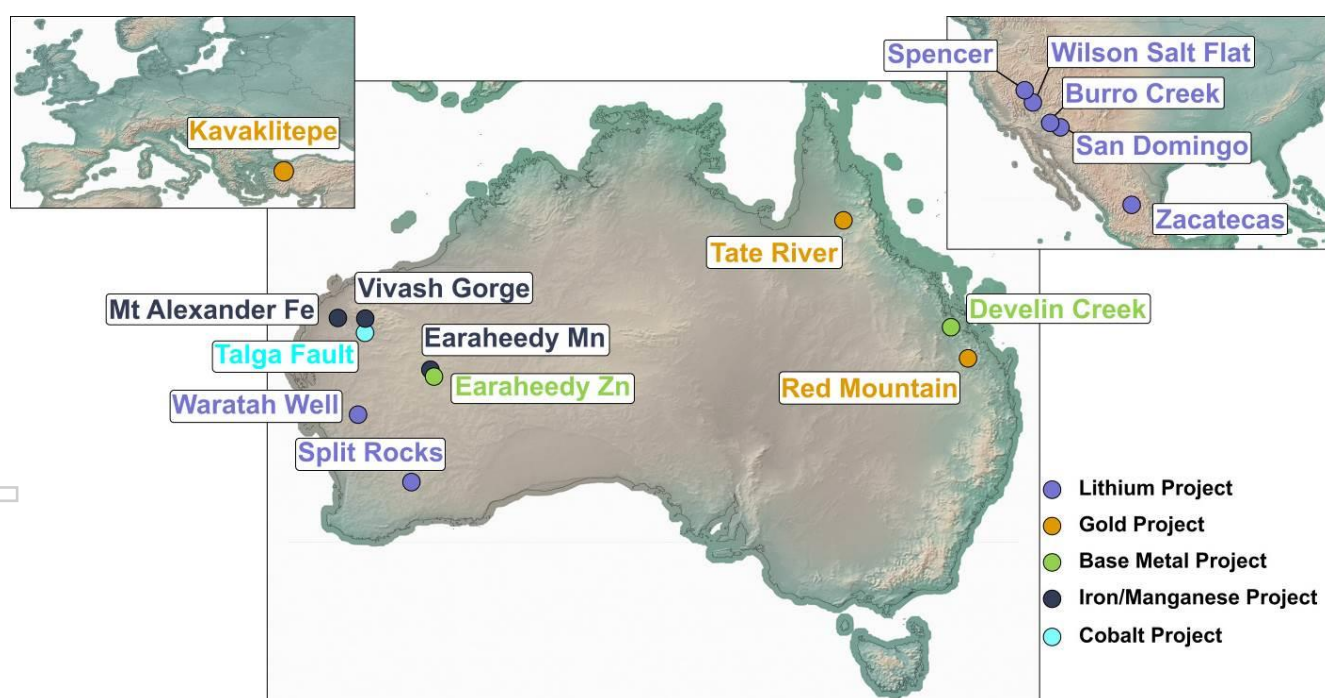 Kavaklitepe
Spencer
Wilson Salt Flat
Burro Creek
San Domingo
Zacatecas
Tate River
Vivash Gorge
Mt Alexander Fe
Talga Fault
Earaheedy Mn
Earaheedy Zn
Develin Creek
Red Mountain
Waratah Well
Split Rocks
Lithium Project
Gold Project
Base Metal Project
Iron/Manganese Project
Cobalt Project